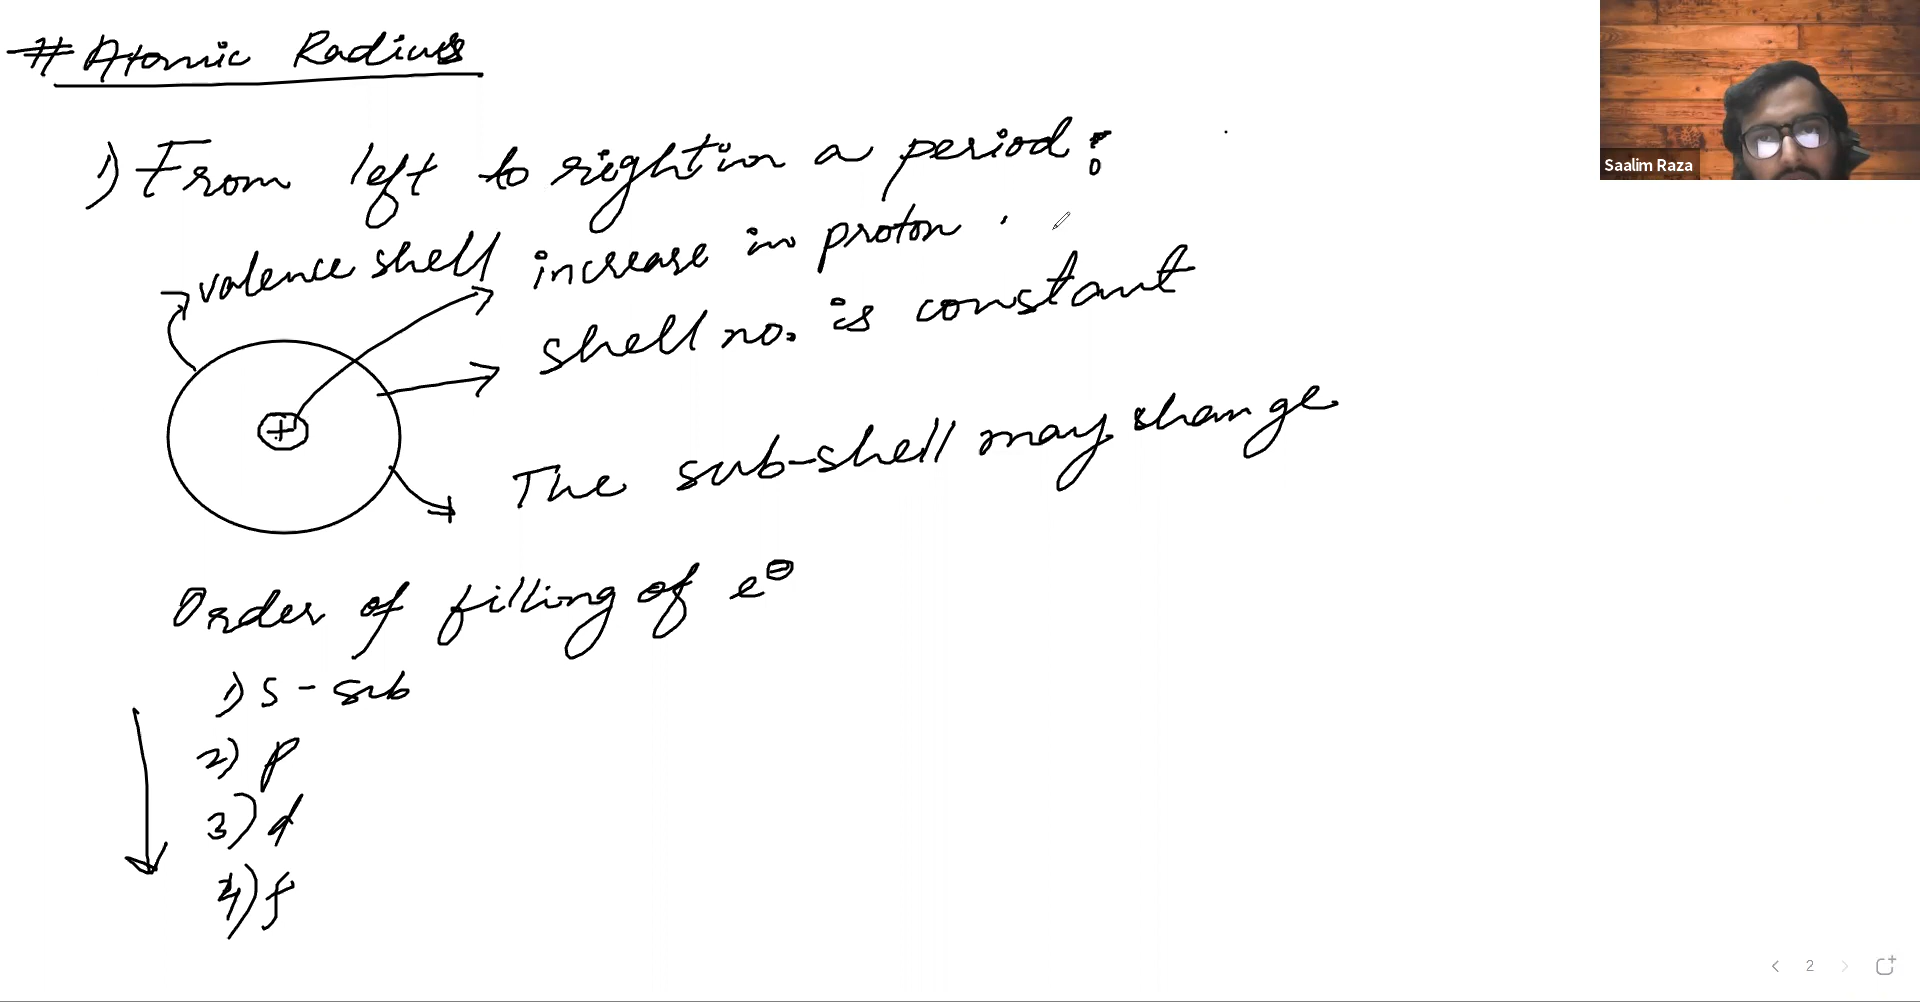 # Atomic Radius
1) From left to right in a period:
valence shell
increase in proton.
shell no. is constant
+
The sub-shell may change
Order of filling of e⊖
1) s - sub
2) p
3) d
4) f
Saalim Raza
2